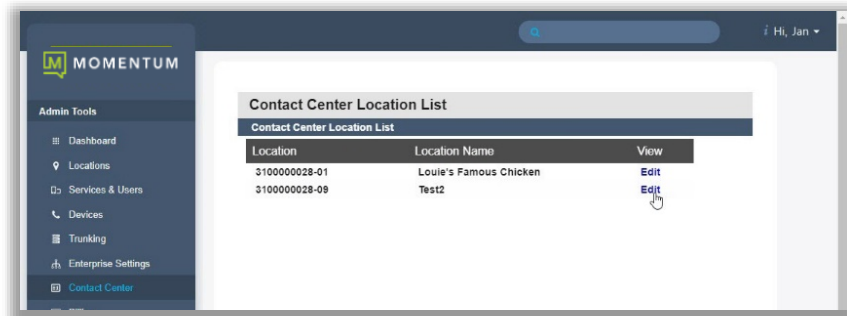 i Hi, Jan
M MOMENTUM
Admin Tools
Dashboard
Locations
Services & Users
Devices
Trunking
Enterprise Settings
Contact Center
Contact Center Location List
Contact Center Location List
Location Location Name View
3100000028-01 Louie's Famous Chicken Edit
3100000028-09 Test2 Edit